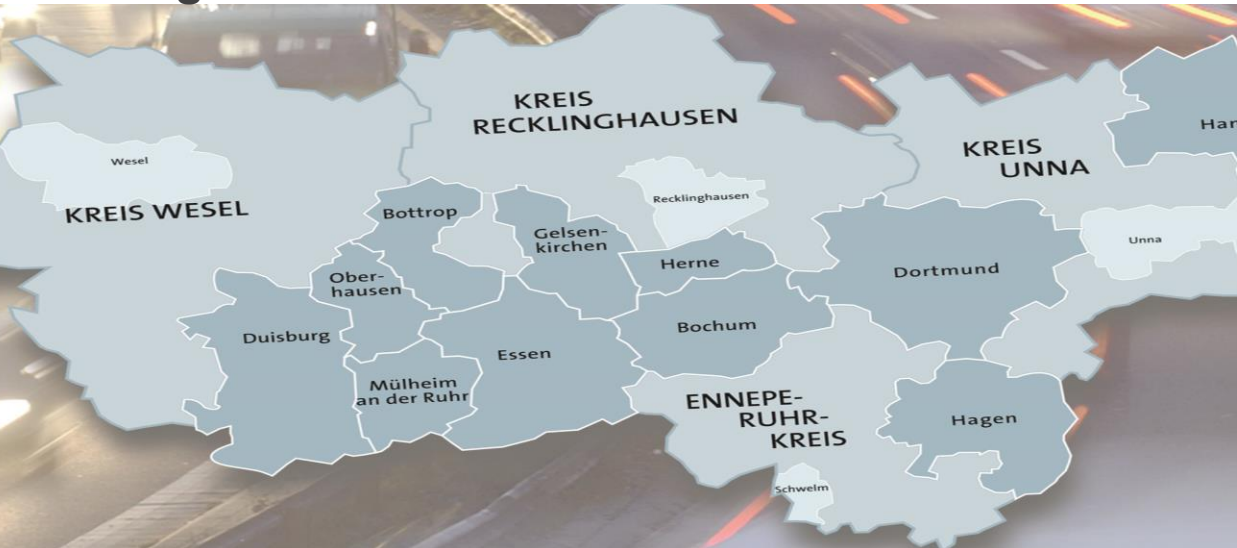 KREIS
RECKLINGHAUSEN
KREIS
UNNA
Wesel
KREIS WESEL
Recklinghausen
Bottrop
Gelsen-
kirchen
Herne
Unna
Ober-
hausen
Dortmund
Duisburg
Essen
Bochum
Mülheim
an der Ruhr
ENNEPE-
RUHR-
KREIS
Hagen
Schwelm